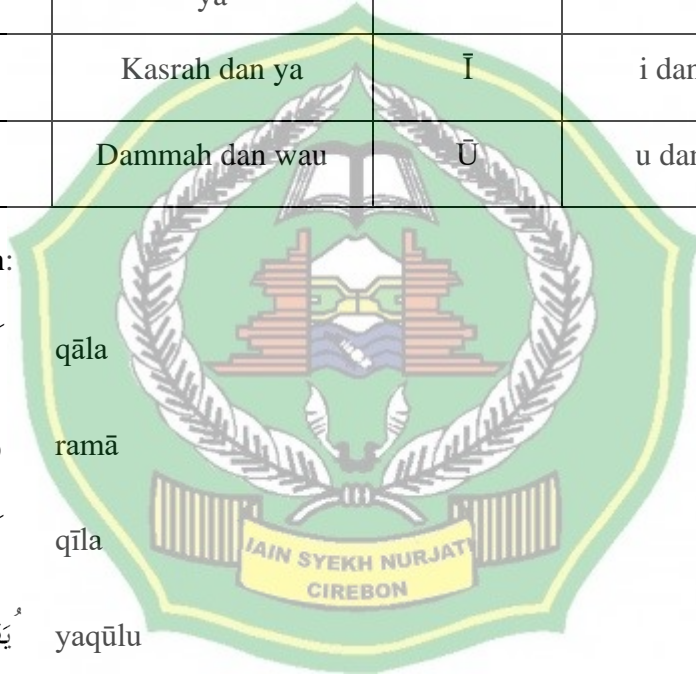 ya
Kasrah dan ya Ī i dan
Dammah dan wau Ū u dan
qāla
ramā
qīla
yaqūlu
IAIN SYEKH NURJATI
CIREBON